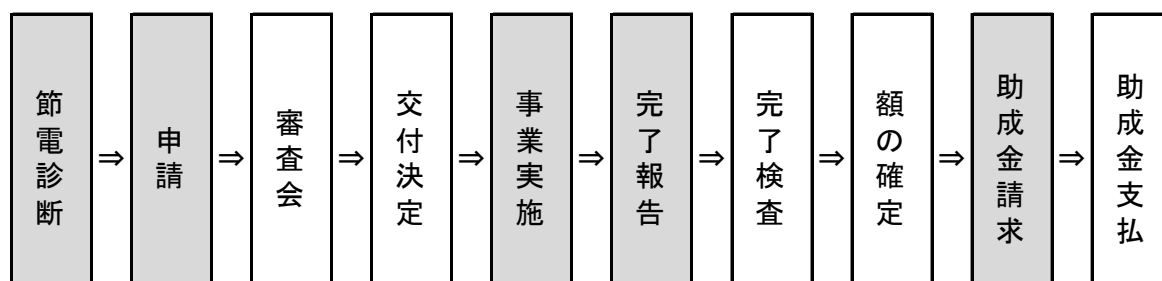 節電診断
⇒
申請
⇒
審査会
⇒
交付決定
⇒
事業実施
⇒
完了報告
⇒
完了検査
⇒
額の確定
⇒
助成金請求
⇒
助成金支払